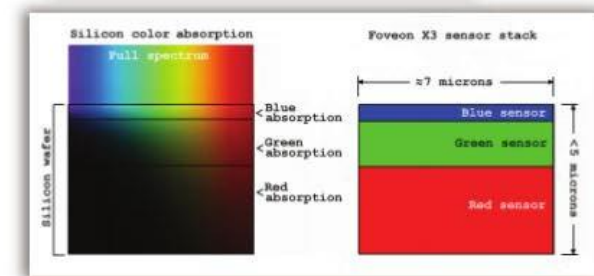 Silicon color absorption
Full spectrum
Blue
absorption
Green
absorption
Red
absorption
Silicon wafer
Foveon X3 sensor stack
≈7 microns
Blue sensor
Green sensor
Red sensor
<5 microns